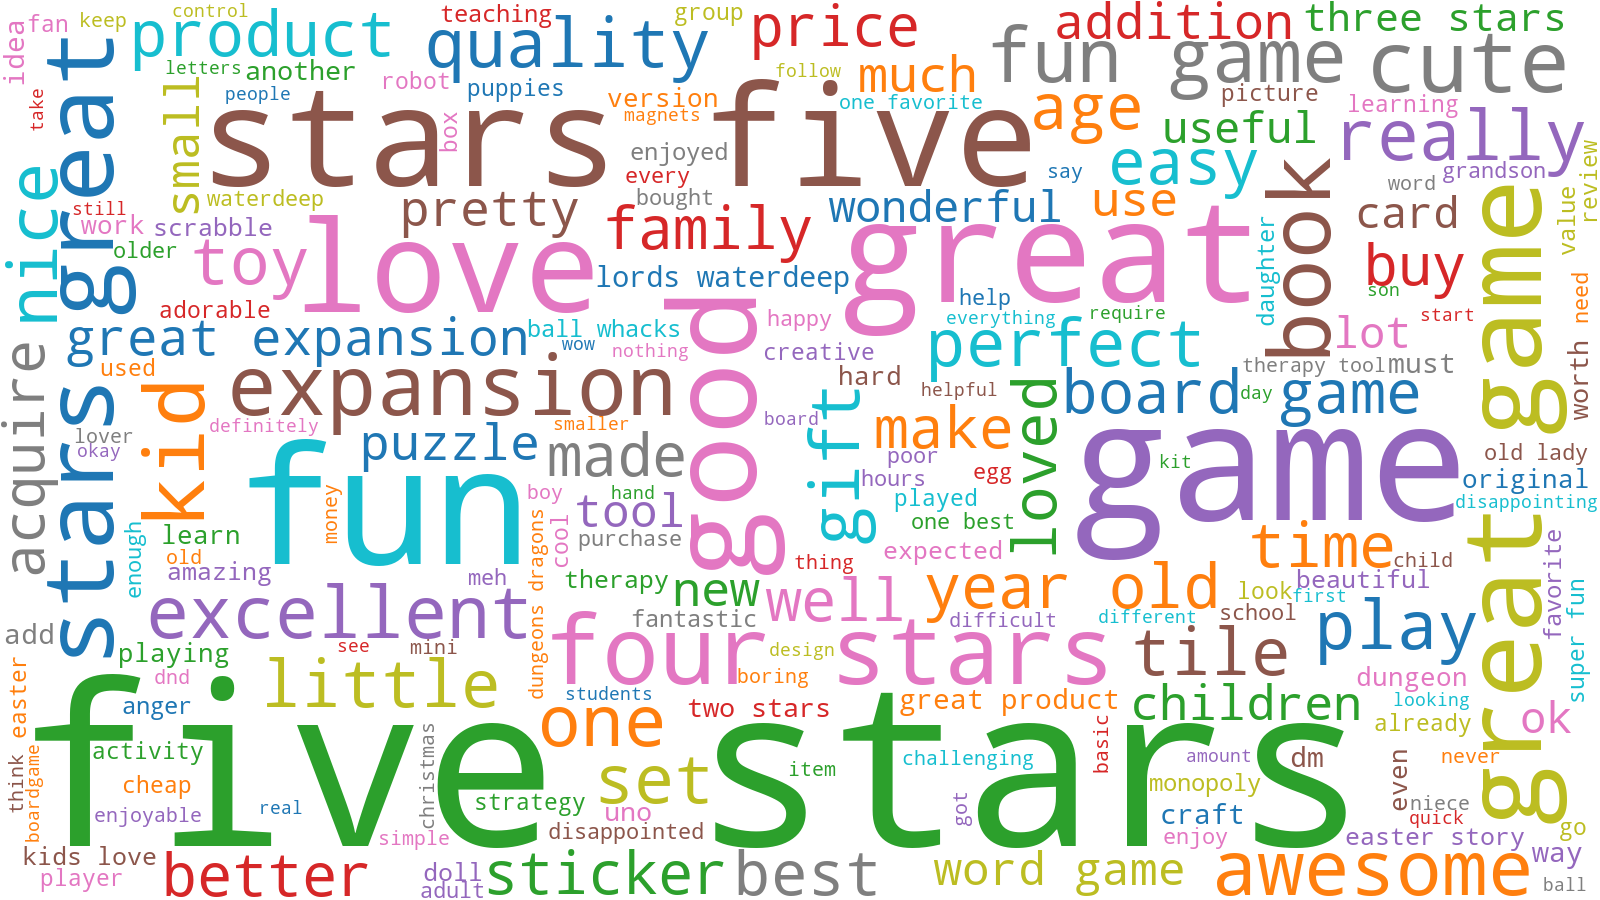 idea
fan
keep
control
product
teaching
quality
group
price
addition
three stars
letters
another
people
robot
puppies
follow
much
fun game
cute
take
great
small
stars five
box
version
magnets
one favorite
age
picture
learning
useful
really
enjoyed
every
bought
say
easy
book
word
grandson
review
nice
still
waterdeep
work
scrabble
older
pretty
family
wonderful
use
card
value
toy
love
lords waterdeep
great
daughter
buy
son
adorable
help
everything
require
start
need
great expansion
ball whacks
wow
nothing
happy
creative
perfect
lot
acquire
used
good
therapy tool
must
worth
kid
expansion
hard
helpful
board game
day
great game
lover
okay
definitely
smaller
board
gift
make
loved
puzzle
made
poor
game
kit
old lady
stars
fun
money
boy
hand
tool
hours
egg
played
original
disappointing
learn
old
enough
cool
purchase
one best
expected
time
child
amazing
meh
dungeons dragons
therapy
thing
new
well
year old
look
beautiful
first
favorite
super fun
excellent
fantastic
difficult
different
school
add
see
mini
four stars
design
tile
play
great game
playing
dnd
little
boring
dungeon
easter
anger
students
two stars
great product
children
looking
already
ok
one
five stars
think
boardgame
activity
christmas
challenging
basic
amount
dm
even
never
cheap
set
item
monopoly
enjoyable
real
strategy
uno
got
craft
niece
quick
simple
disappointed
enjoy
easter story
go
kids love
player
better
doll
adult
sticker
best
word game
awesome
way
ball